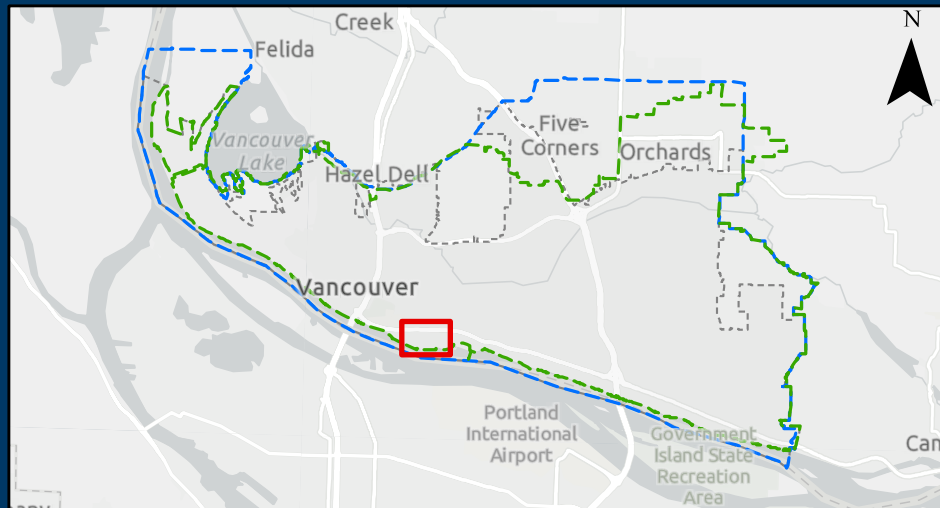 N
Creek
Felida
Vancouver
Lake
Five-
Corners
Orchards
Hazel Dell
Vancouver
Portland
International
Airport
Government
Island State
Recreation
Area